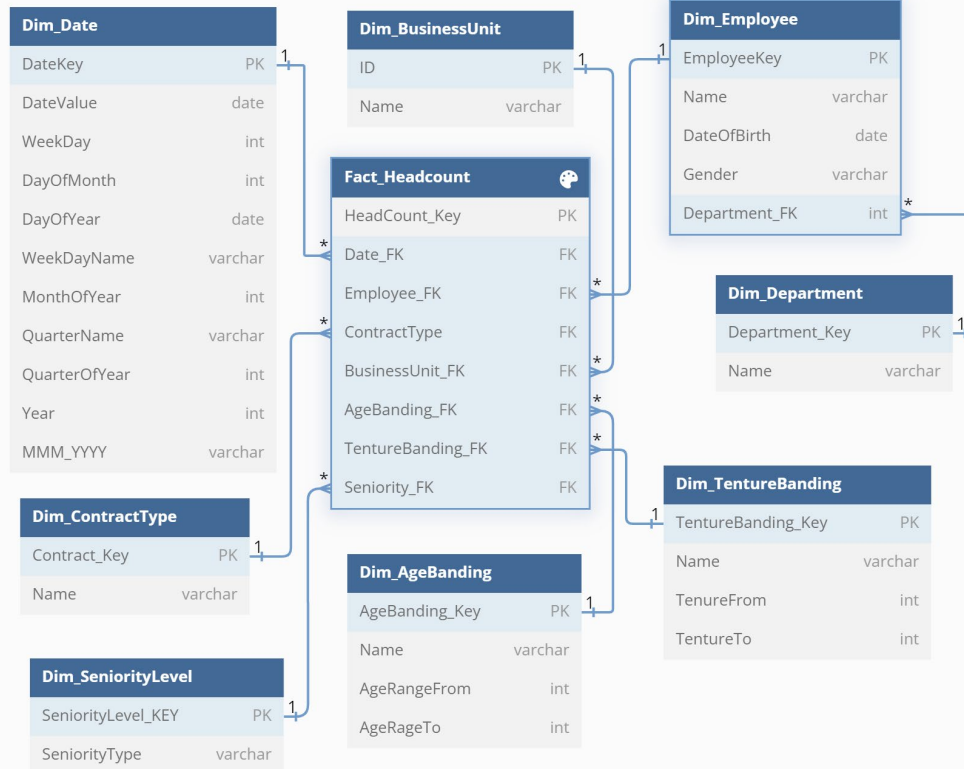 Dim_Date
DateKey PK
DateValue date
WeekDay int
DayOfMonth int
DayOfYear date
WeekDayName varchar
MonthOfYear int
QuarterName varchar
QuarterOfYear int
Year int
MMM_YYYY varchar
1
*
Dim_BusinessUnit
ID PK
Name varchar
1
*
Dim_Employee
EmployeeKey PK
Name varchar
DateOfBirth date
Gender varchar
Department_FK int
1
*
*
Fact_Headcount
HeadCount_Key PK
Date_FK FK
Employee_FK FK
ContractType FK
BusinessUnit_FK FK
AgeBanding_FK FK
TentureBanding_FK FK
Seniority_FK FK
Dim_Department
Department_Key PK
Name varchar
1
Dim_ContractType
Contract_Key PK
Name varchar
1
*
Dim_AgeBanding
AgeBanding_Key PK
Name varchar
AgeRangeFrom int
AgeRageTo int
1
*
Dim_TentureBanding
TentureBanding_Key PK
Name varchar
TenureFrom int
TentureTo int
1
*
Dim_SeniorityLevel
SeniorityLevel_KEY PK
SeniorityType varchar
1
*